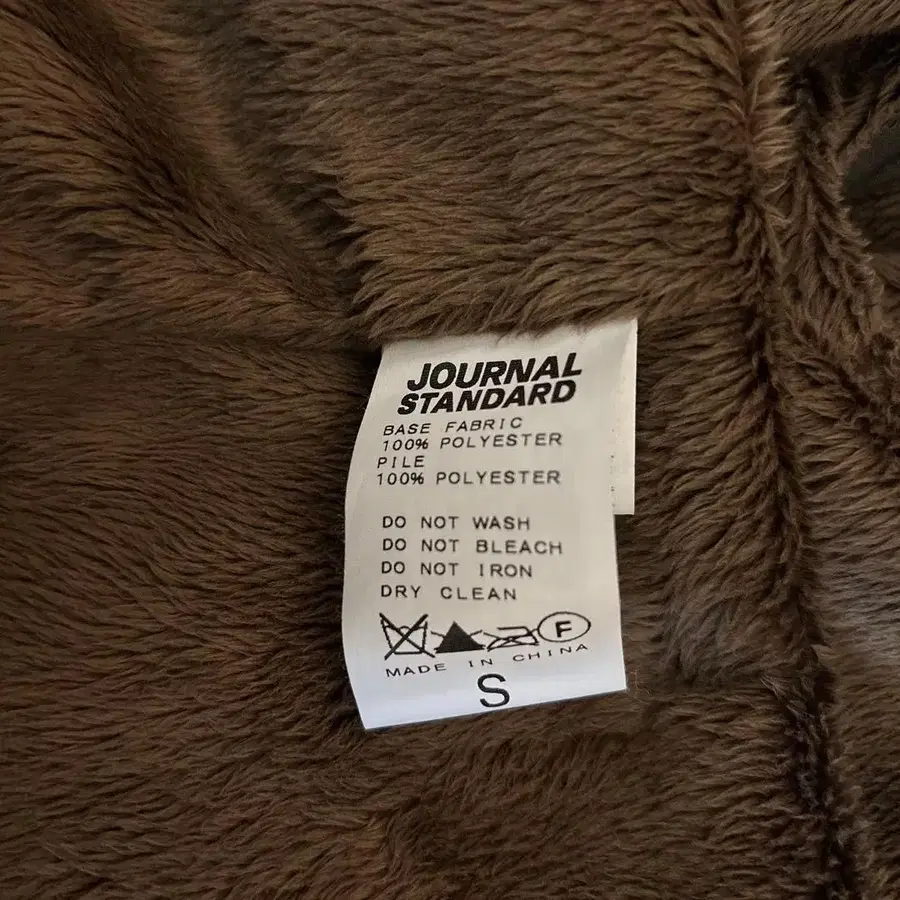 JOURNAL
STANDARD
BASE FABRIC
100% POLYESTER
PILE
100% POLYESTER
DO NOT WASH
DO NOT BLEACH
DO NOT IRON
DRY CLEAN
F
MADE IN CHINA
S